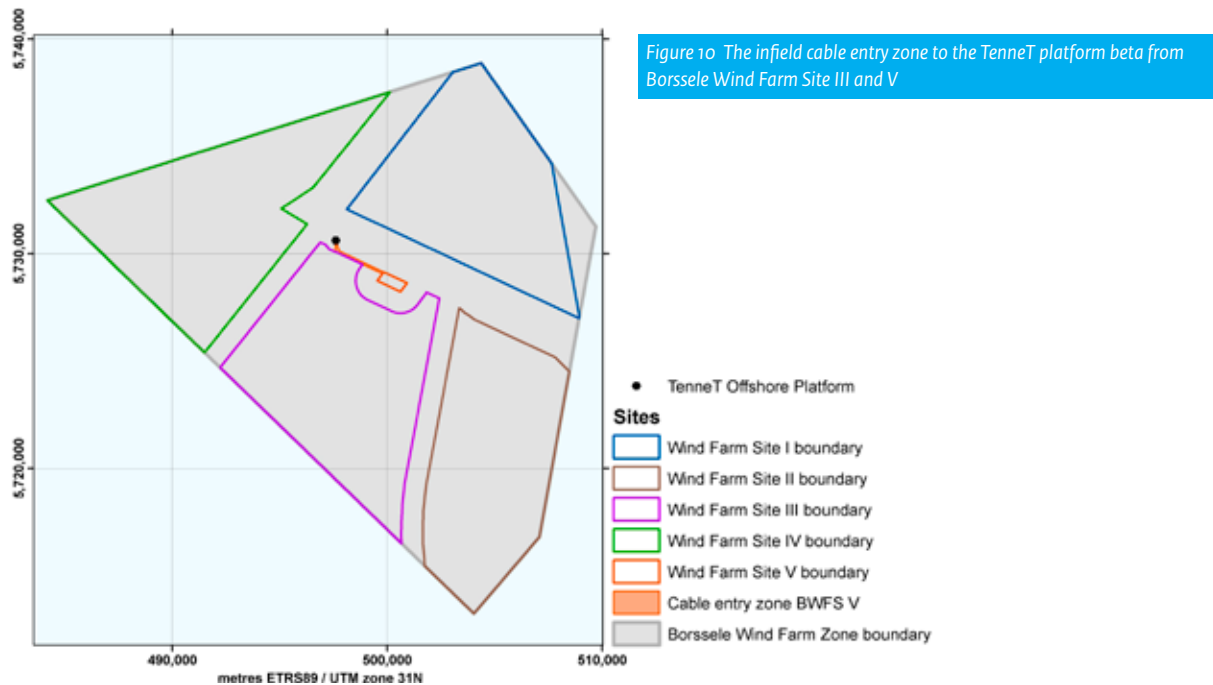 Figure 10 The infield cable entry zone to the TenneT platform beta from
Borssele Wind Farm Site III and V
5,740,000
5,730,000
5,720,000
490,000
500,000
510,000
metres ETRS89 / UTM zone 31N
TenneT Offshore Platform
Sites
Wind Farm Site I boundary
Wind Farm Site II boundary
Wind Farm Site III boundary
Wind Farm Site IV boundary
Wind Farm Site V boundary
Cable entry zone BWFS V
Borssele Wind Farm Zone boundary